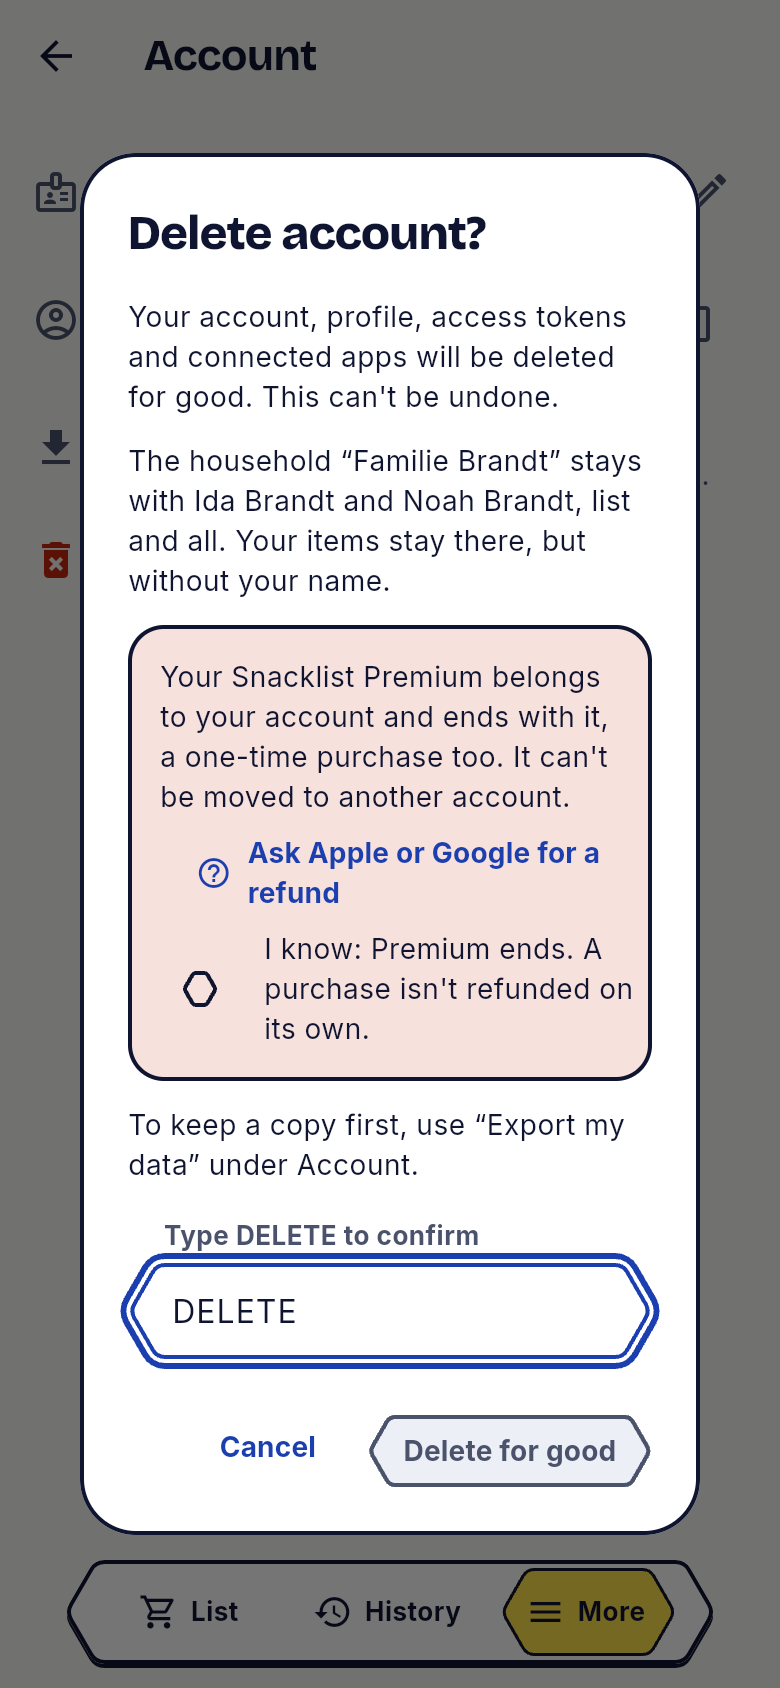 Account
Delete account?
Your account, profile, access tokens
and connected apps will be deleted
for good. This can't be undone.
The household “Familie Brandt” stays
with Ida Brandt and Noah Brandt, list
and all. Your items stay there, but
without your name.
Your Snacklist Premium belongs
to your account and ends with it,
a one-time purchase too. It can't
be moved to another account.
Ask Apple or Google for a
refund
I know: Premium ends. A
purchase isn't refunded on
its own.
To keep a copy first, use “Export my
data” under Account.
Type DELETE to confirm
DELETE
Cancel
Delete for good
List
History
More